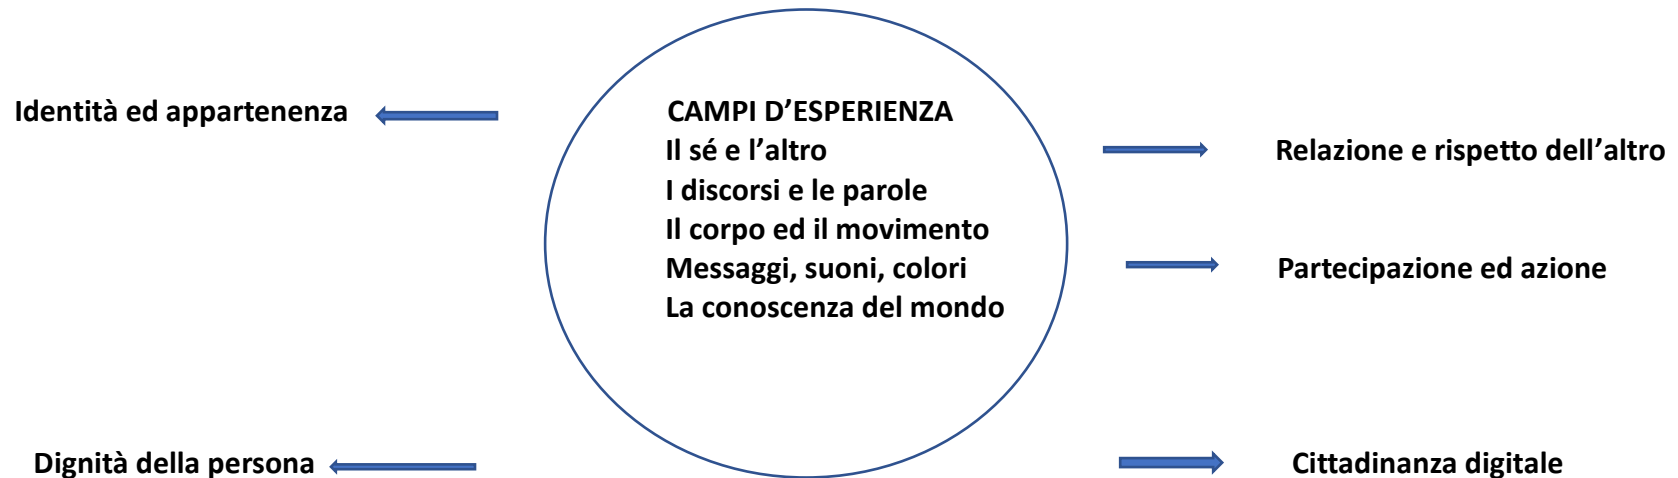 Identità ed appartenenza
CAMPI D’ESPERIENZA
Il sé e l’altro
I discorsi e le parole
Il corpo ed il movimento
Messaggi, suoni, colori
La conoscenza del mondo
Relazione e rispetto dell’altro
Partecipazione ed azione
Dignità della persona
Cittadinanza digitale